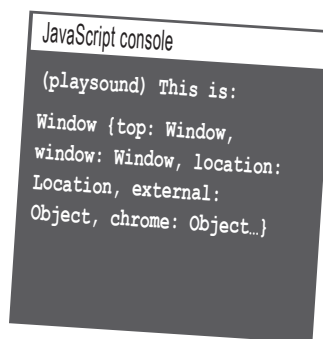 JavaScript console
(playsound) This is:
Window {top: Window,
window: Window, location:
Location, external:
Object, chrome: Object…}